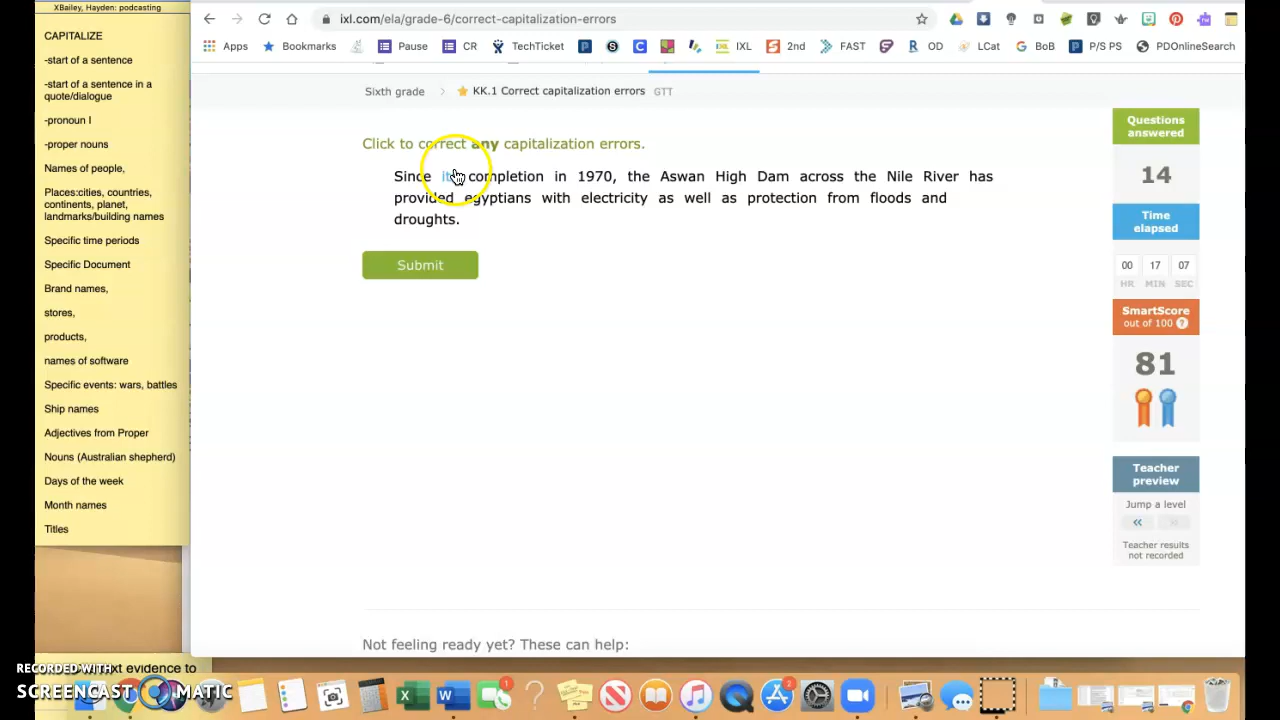 XBailey, Hayden: podcasting
CAPITALIZE
-start of a sentence
-start of a sentence in a
quote/dialogue
-pronoun I
-proper nouns
Names of people,
Places:cities, countries,
continents, planet,
landmarks/building names
Specific time periods
Specific Document
Brand names,
stores,
products,
names of software
Specific events: wars, battles
Ship names
Adjectives from Proper
Nouns (Australian shepherd)
Days of the week
Month names
Titles
ixl.com/ela/grade-6/correct-capitalization-errors
Apps Bookmarks Pause CR TechTicket IXL 2nd FAST OD LCat BoB P/S PS PDOnlineSearch
Sixth grade > KK.1 Correct capitalization errors GTT
Click to correct any capitalization errors.
Since its completion in 1970, the Aswan High Dam across the Nile River has
provided egyptians with electricity as well as protection from floods and
droughts.
Submit
Questions
answered
14
Time
elapsed
00 17 07
HR MIN SEC
SmartScore
out of 100 ?
81
Teacher
preview
Jump a level
Teacher results
not recorded
Not feeling ready yet? These can help:
text evidence to
RECORDED WITH
SCREENCAST MATIC